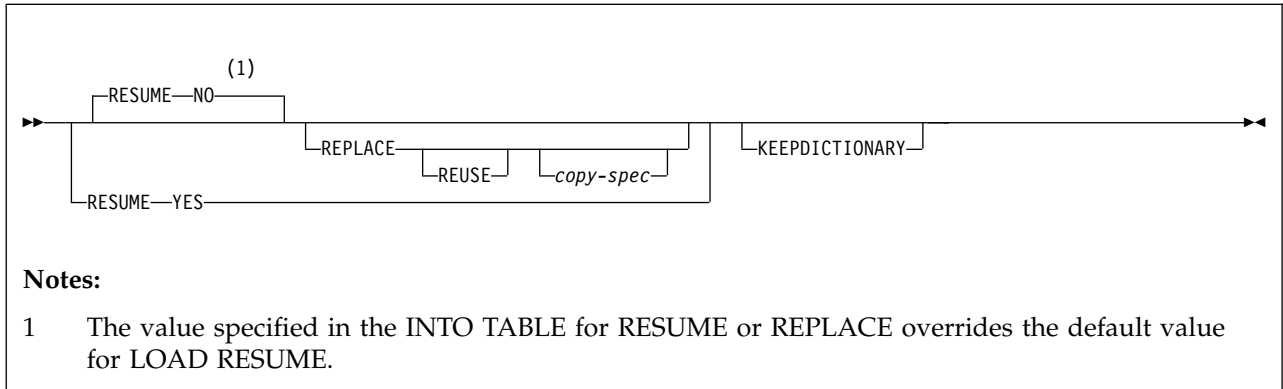 (1)
RESUME NO
REPLACE
KEEPDICTIONARY
REUSE
copy-spec
RESUME YES
Notes:
1 The value specified in the INTO TABLE for RESUME or REPLACE overrides the default value
for LOAD RESUME.